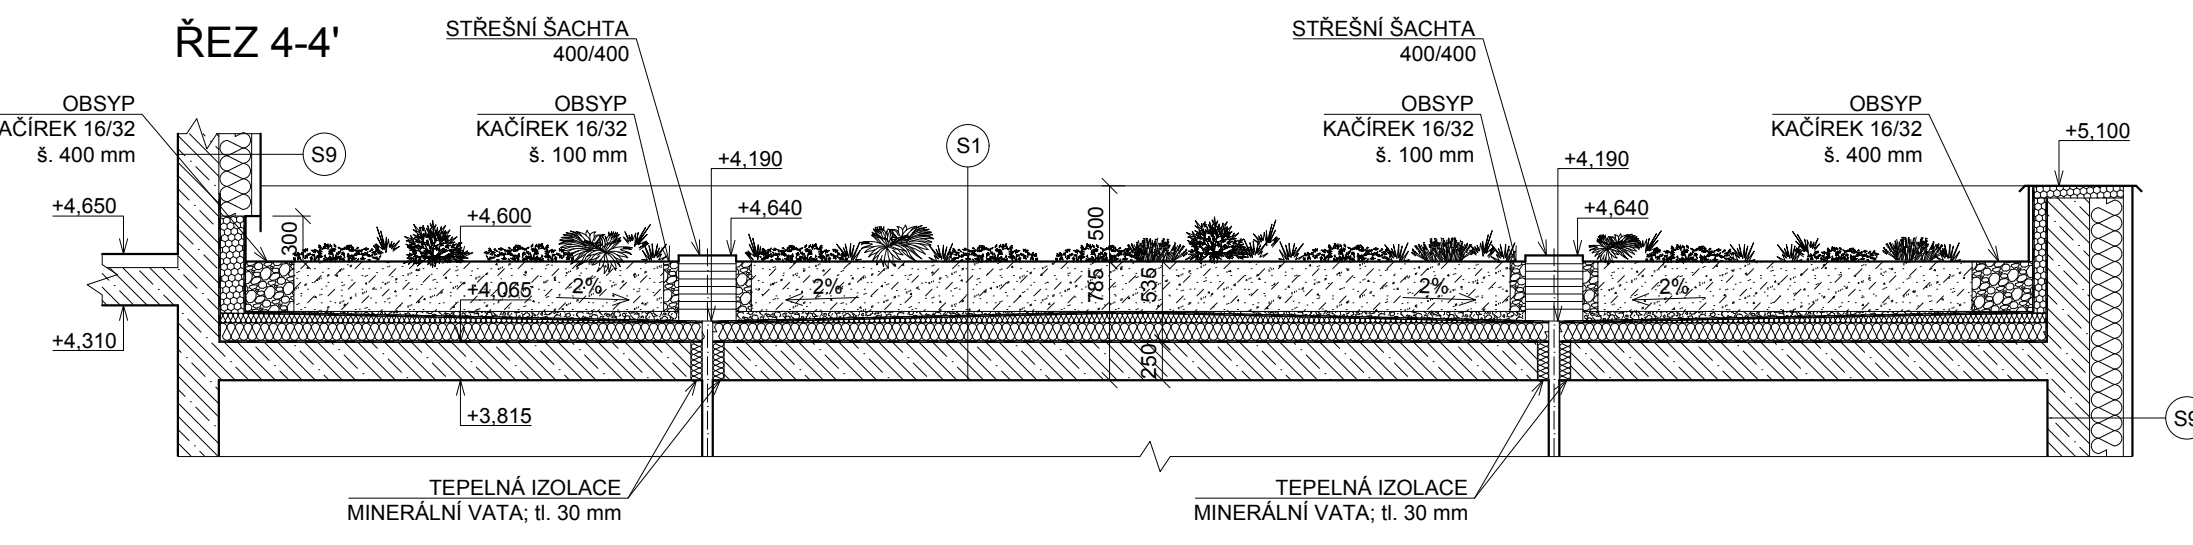 ŘEZ 4-4'
STŘEŠNÍ ŠACHTA
400/400
STŘEŠNÍ ŠACHTA
400/400
OBSYP
KAČÍREK 16/32
š. 400 mm
OBSYP
KAČÍREK 16/32
š. 100 mm
OBSYP
KAČÍREK 16/32
š. 100 mm
OBSYP
KAČÍREK 16/32
š. 400 mm
S9
S1
+4,190
+4,190
+5,100
+4,650
+4,600
+4,640
+4,640
300
500
+4,065
2%
2%
2%
2%
785
535
+4,310
250
+3,815
S9
TEPELNÁ IZOLACE
MINERÁLNÍ VATA; tl. 30 mm
TEPELNÁ IZOLACE
MINERÁLNÍ VATA; tl. 30 mm